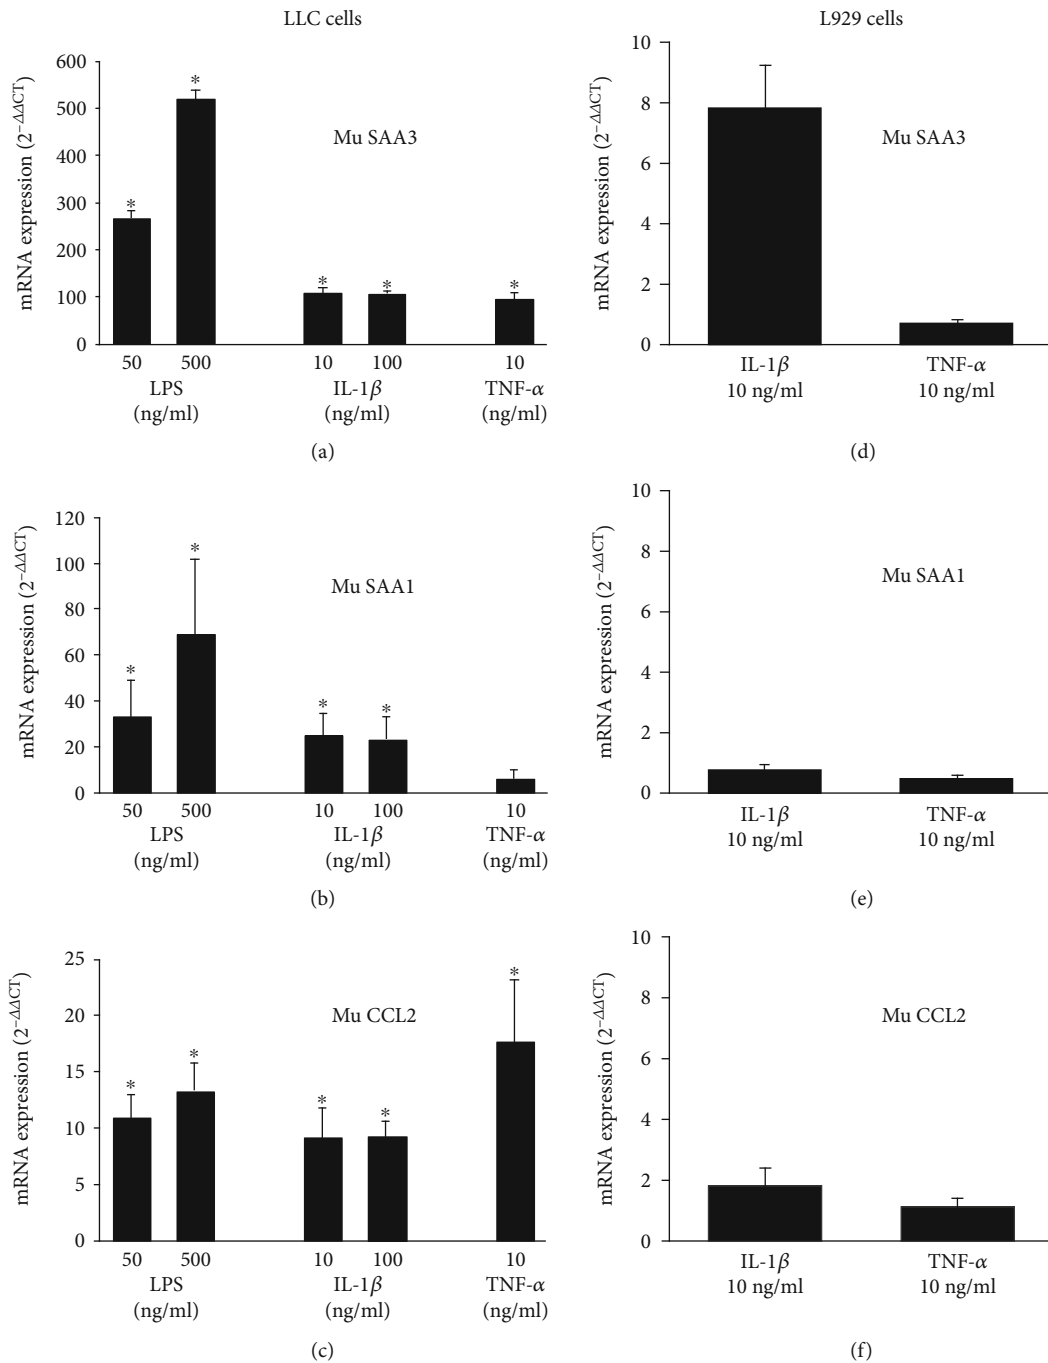 LLC cells
mRNA expression (2^−ΔΔCT)
600
500
400
300
200
100
0
*
*
*
*
*
Mu SAA3
50 500 10 100 10
LPS IL-1β TNF-α
(ng/ml) (ng/ml) (ng/ml)
(a)
L929 cells
mRNA expression (2^−ΔΔCT)
10
8
6
4
2
0
Mu SAA3
IL-1β TNF-α
10 ng/ml 10 ng/ml
(d)
mRNA expression (2^−ΔΔCT)
120
100
80
60
40
20
0
*
*
*
*
Mu SAA1
50 500 10 100 10
LPS IL-1β TNF-α
(ng/ml) (ng/ml) (ng/ml)
(b)
mRNA expression (2^−ΔΔCT)
10
8
6
4
2
0
Mu SAA1
IL-1β TNF-α
10 ng/ml 10 ng/ml
(e)
mRNA expression (2^−ΔΔCT)
25
20
15
10
5
0
*
*
*
*
*
Mu CCL2
50 500 10 100 10
LPS IL-1β TNF-α
(ng/ml) (ng/ml) (ng/ml)
(c)
mRNA expression (2^−ΔΔCT)
10
8
6
4
2
0
Mu CCL2
IL-1β TNF-α
10 ng/ml 10 ng/ml
(f)